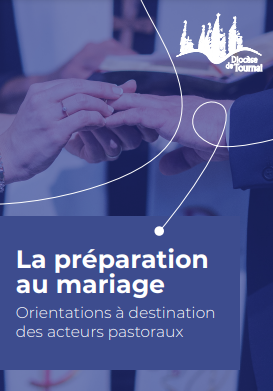 Diocèse
de Tournai
La préparation
au mariage
Orientations à destination
des acteurs pastoraux